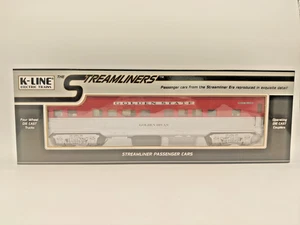 K-LINE
ELECTRIC TRAINS
THE STREAMLINERS
Passenger cars from the Streamliner Era reproduced in exquisite detail!
GOLDEN STATE
Four Wheel
DIE CAST
Trucks
Operating
DIE CAST
Couplers
STREAMLINER PASSENGER CARS